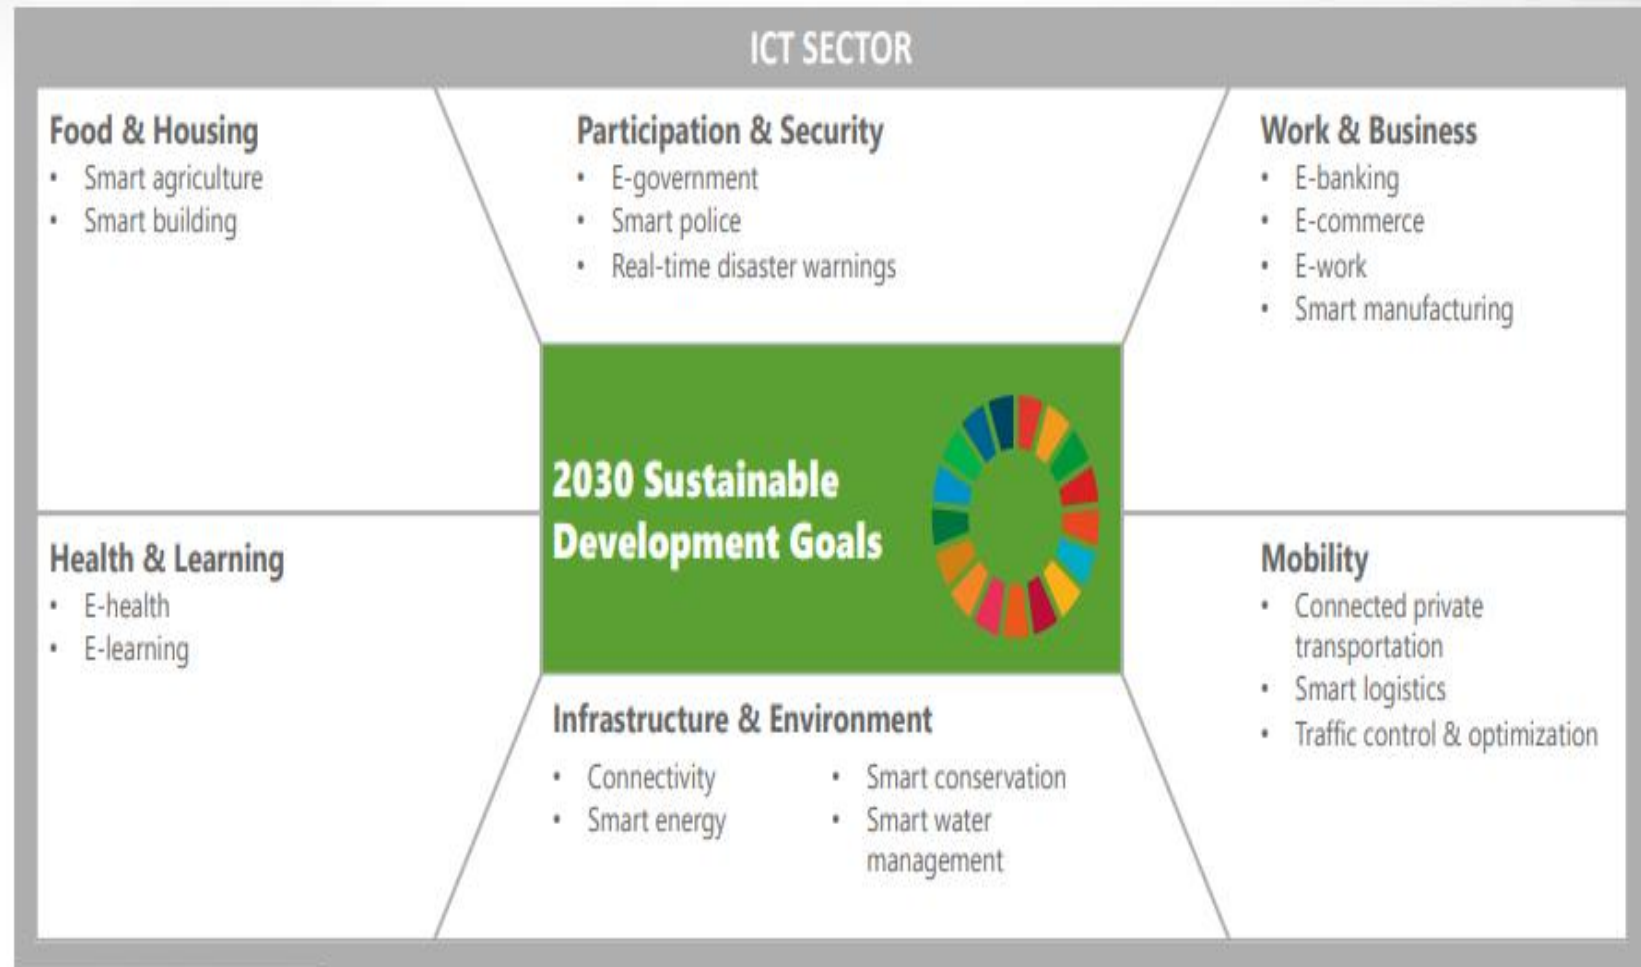 ICT SECTOR
Food & Housing
• Smart agriculture
• Smart building
Participation & Security
• E-government
• Smart police
• Real-time disaster warnings
Work & Business
• E-banking
• E-commerce
• E-work
• Smart manufacturing
2030 Sustainable
Development Goals
Health & Learning
• E-health
• E-learning
Mobility
• Connected private
transportation
• Smart logistics
• Traffic control & optimization
Infrastructure & Environment
• Connectivity
• Smart energy
• Smart conservation
• Smart water
management